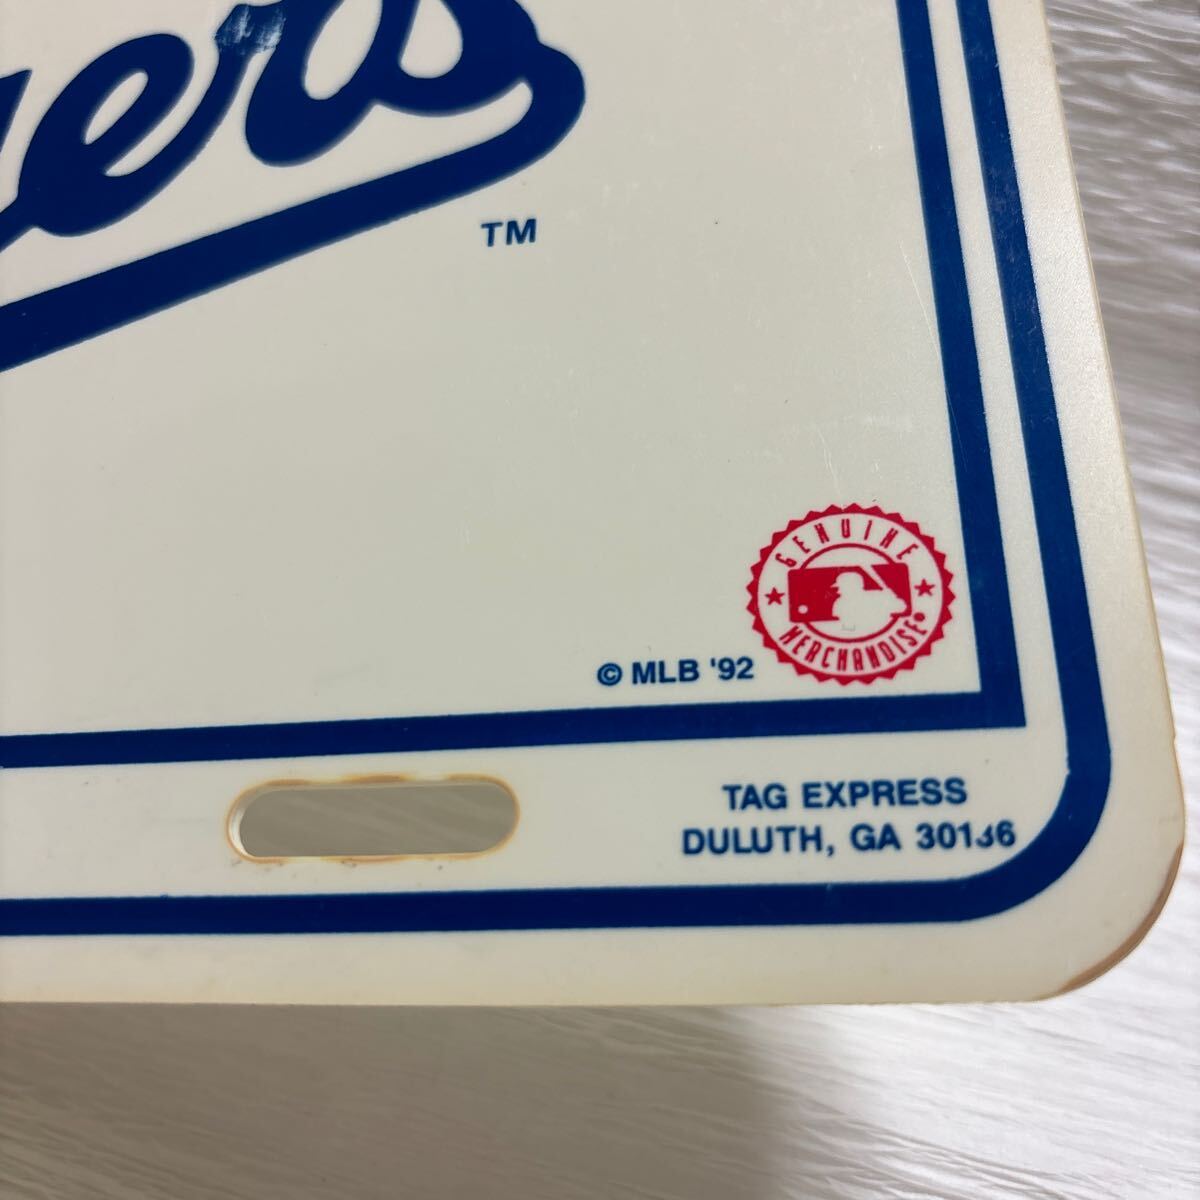 gers
TM
GENUINE
MERCHANDISE
© MLB '92
TAG EXPRESS
DULUTH, GA 30136